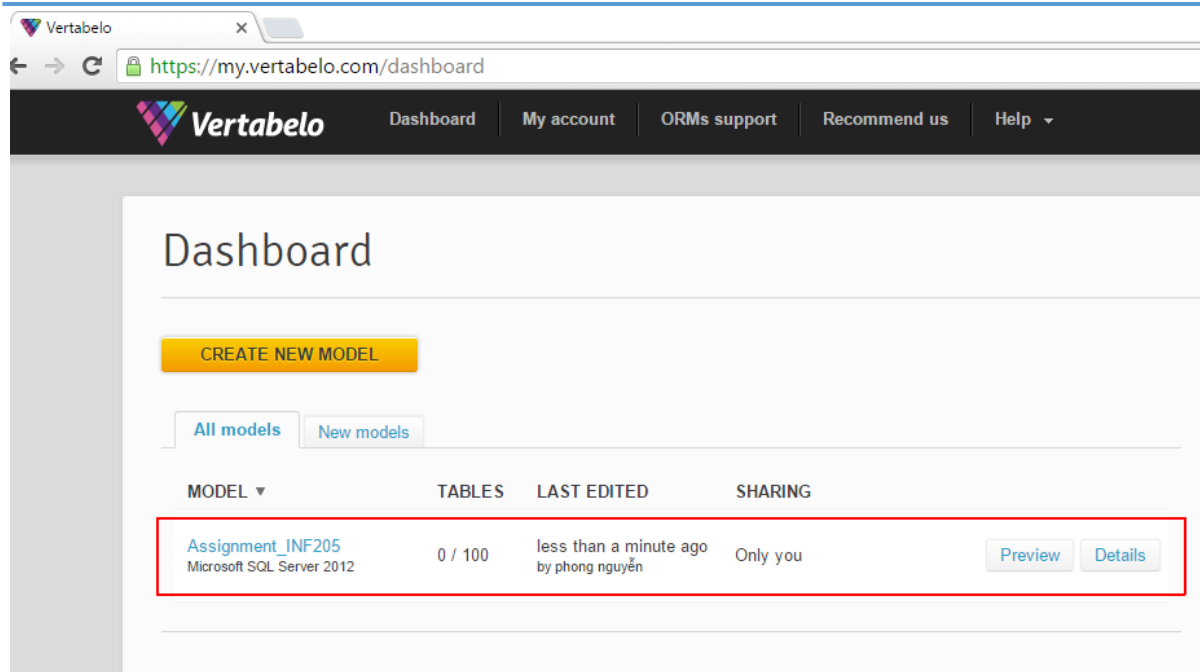 Vertabelo
https://my.vertabelo.com/dashboard
Vertabelo Dashboard My account ORMs support Recommend us Help
Dashboard
CREATE NEW MODEL
All models New models
MODEL TABLES LAST EDITED SHARING
Assignment_INF205 0 / 100 less than a minute ago Only you Preview Details
Microsoft SQL Server 2012 by phong nguyễn